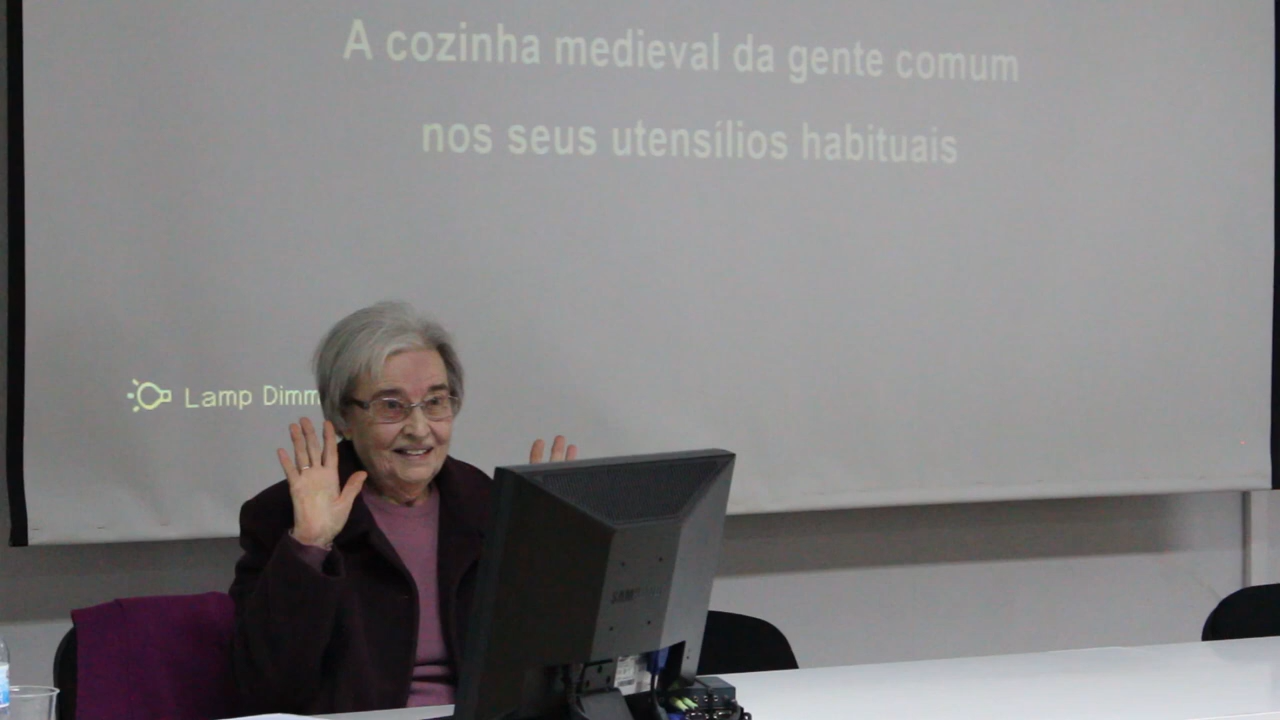 A cozinha medieval da gente comum
nos seus utensílios habituais
Lamp Dimm